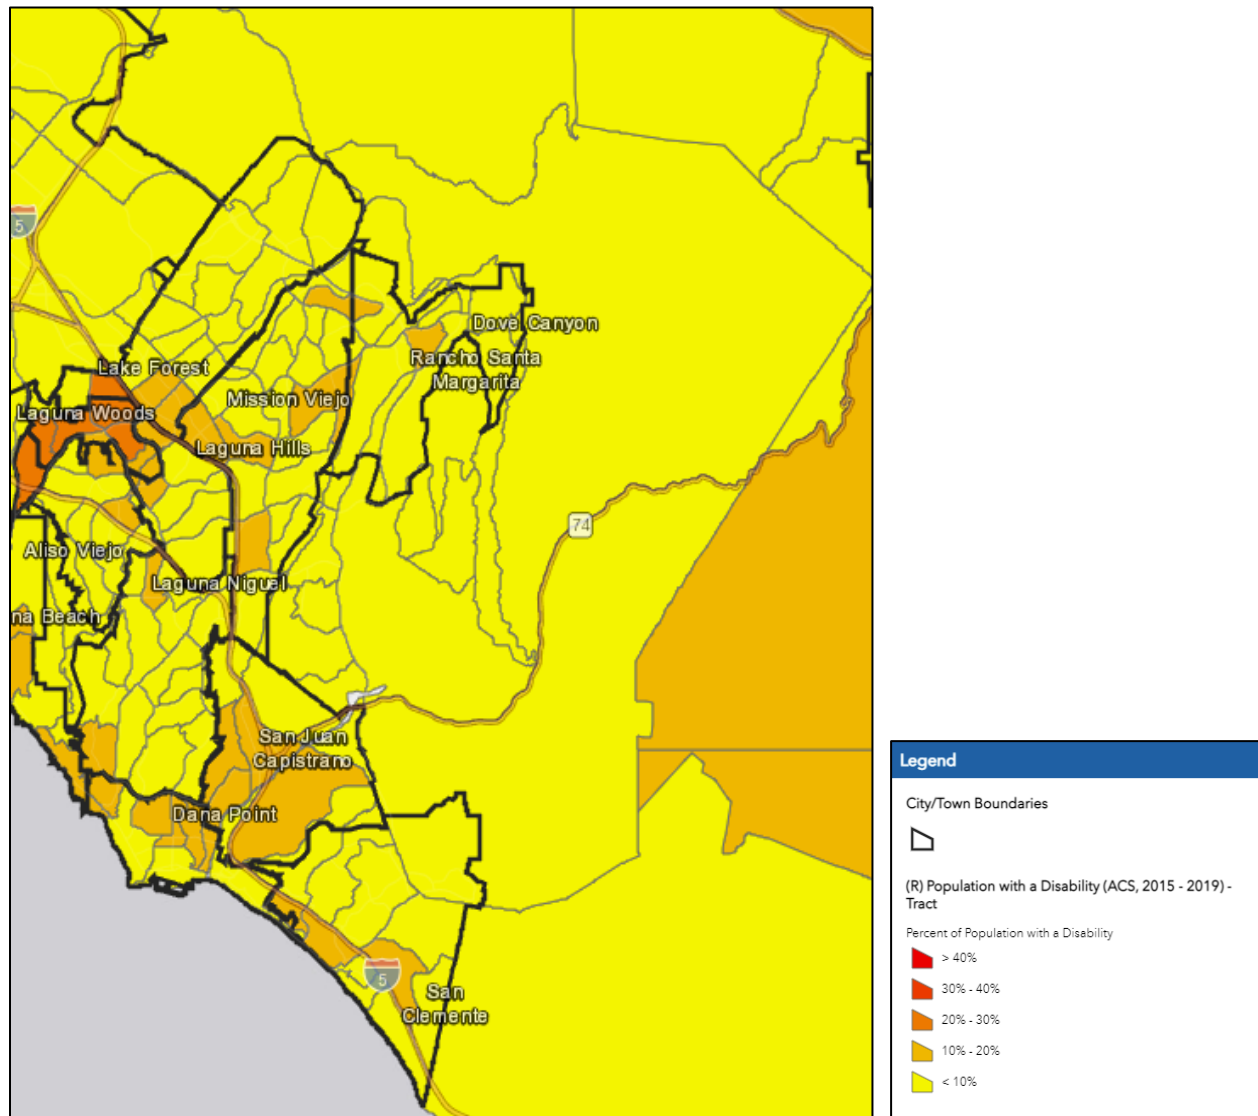 5
Dove Canyon
Rancho Santa
Margarita
Lake Forest
Mission Viejo
Laguna Woods
Laguna Hills
74
Aliso Viejo
Laguna Niguel
na Beach
San Juan
Capistrano
Dana Point
5
San
Clemente
Legend
City/Town Boundaries
(R) Population with a Disability (ACS, 2015 - 2019) -
Tract
Percent of Population with a Disability
> 40%
30% - 40%
20% - 30%
10% - 20%
< 10%